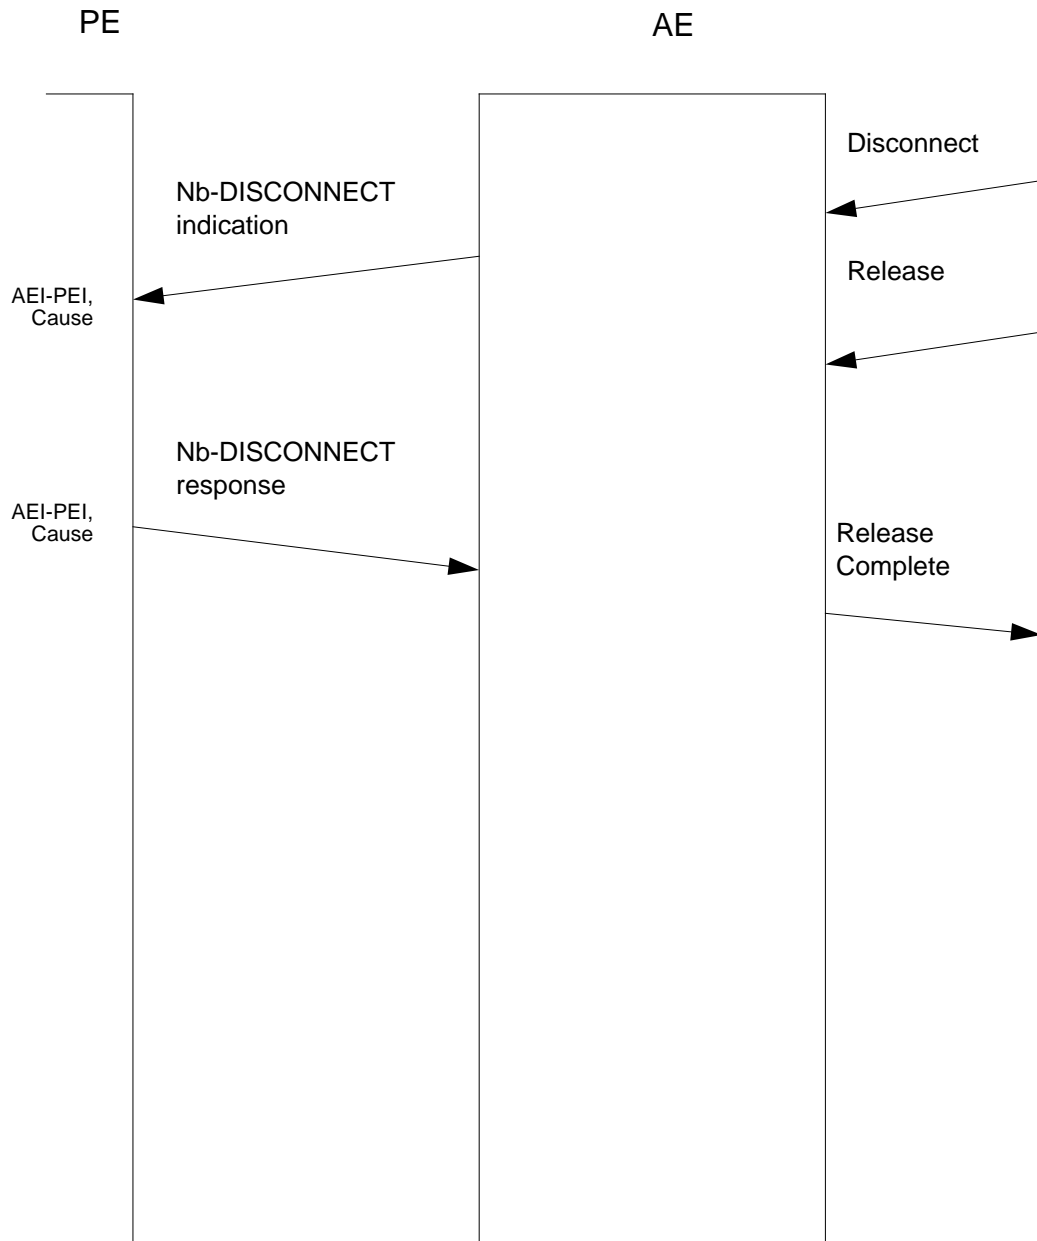 PE
AE
Disconnect
Nb-DISCONNECT
indication
Release
AEI-PEI,
Cause
Nb-DISCONNECT
response
AEI-PEI,
Cause
Release
Complete